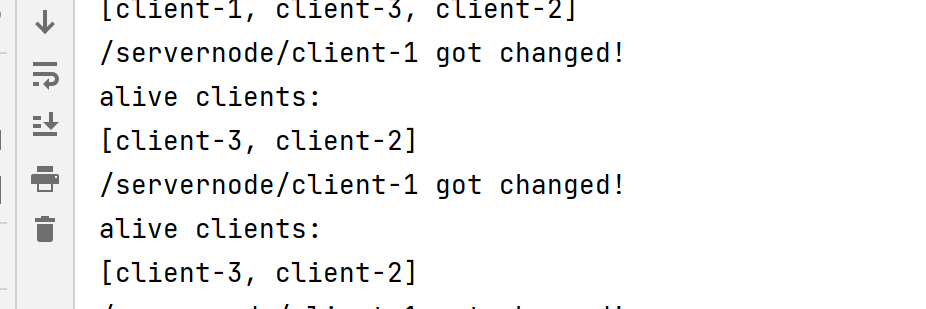 [client-1, client-3, client-2]
/servernode/client-1 got changed!
alive clients:
[client-3, client-2]
/servernode/client-1 got changed!
alive clients:
[client-3, client-2]